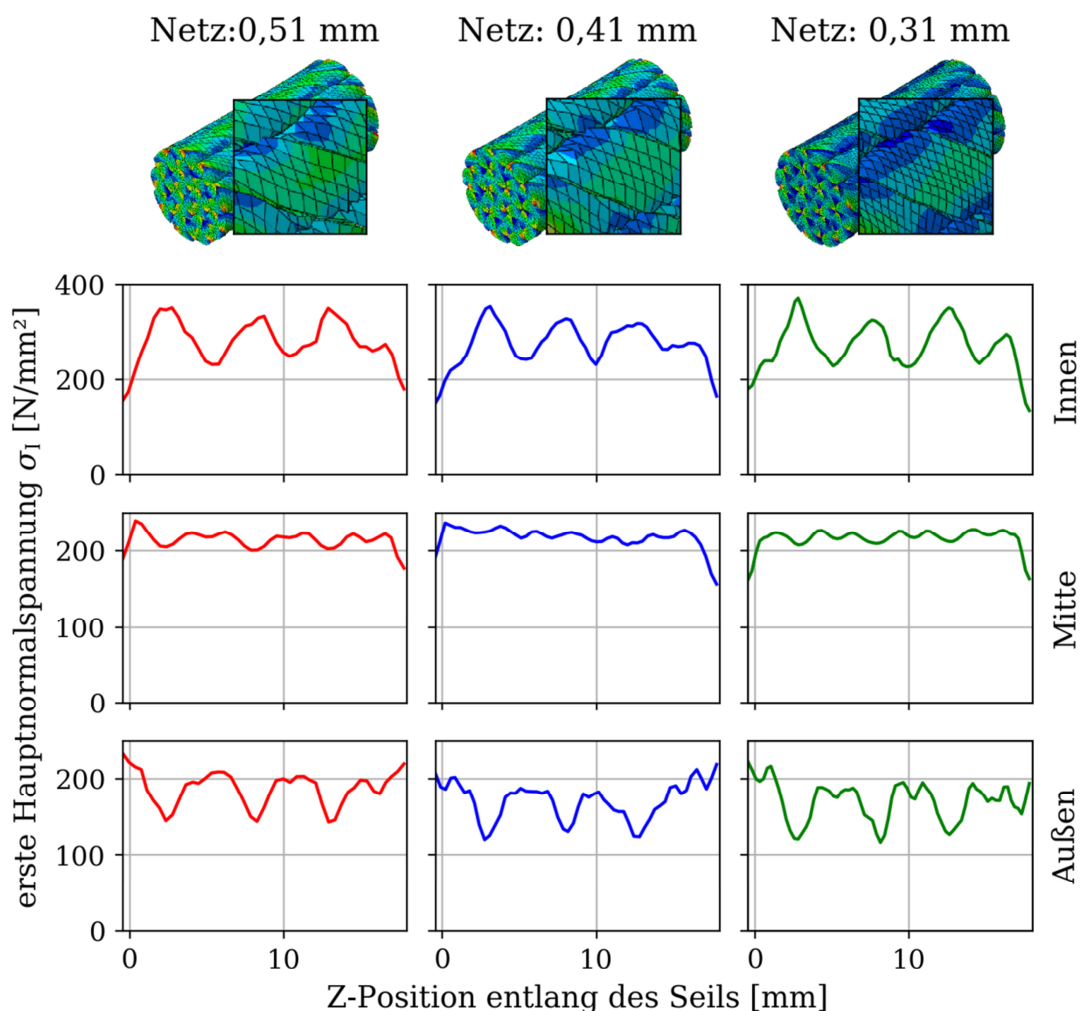 Netz:0,51 mm
Netz: 0,41 mm
Netz: 0,31 mm
erste Hauptnormalspannung σI [N/mm²]
400
200
0
Innen
200
100
0
Mitte
200
100
0
Außen
0 10
0 10
0 10
Z-Position entlang des Seils [mm]